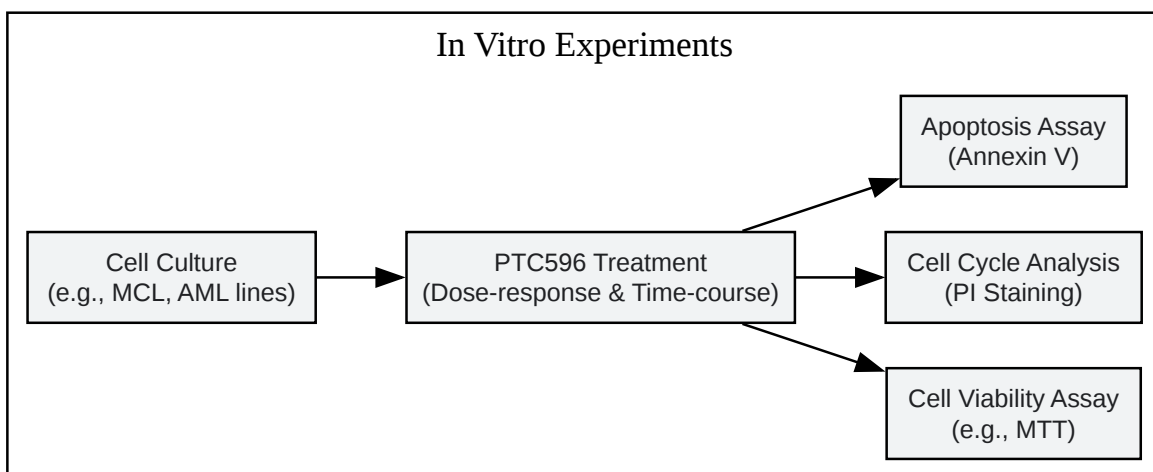 In Vitro Experiments
Apoptosis Assay
(Annexin V)
Cell Culture
(e.g., MCL, AML lines)
PTC596 Treatment
(Dose-response & Time-course)
Cell Cycle Analysis
(PI Staining)
Cell Viability Assay
(e.g., MTT)